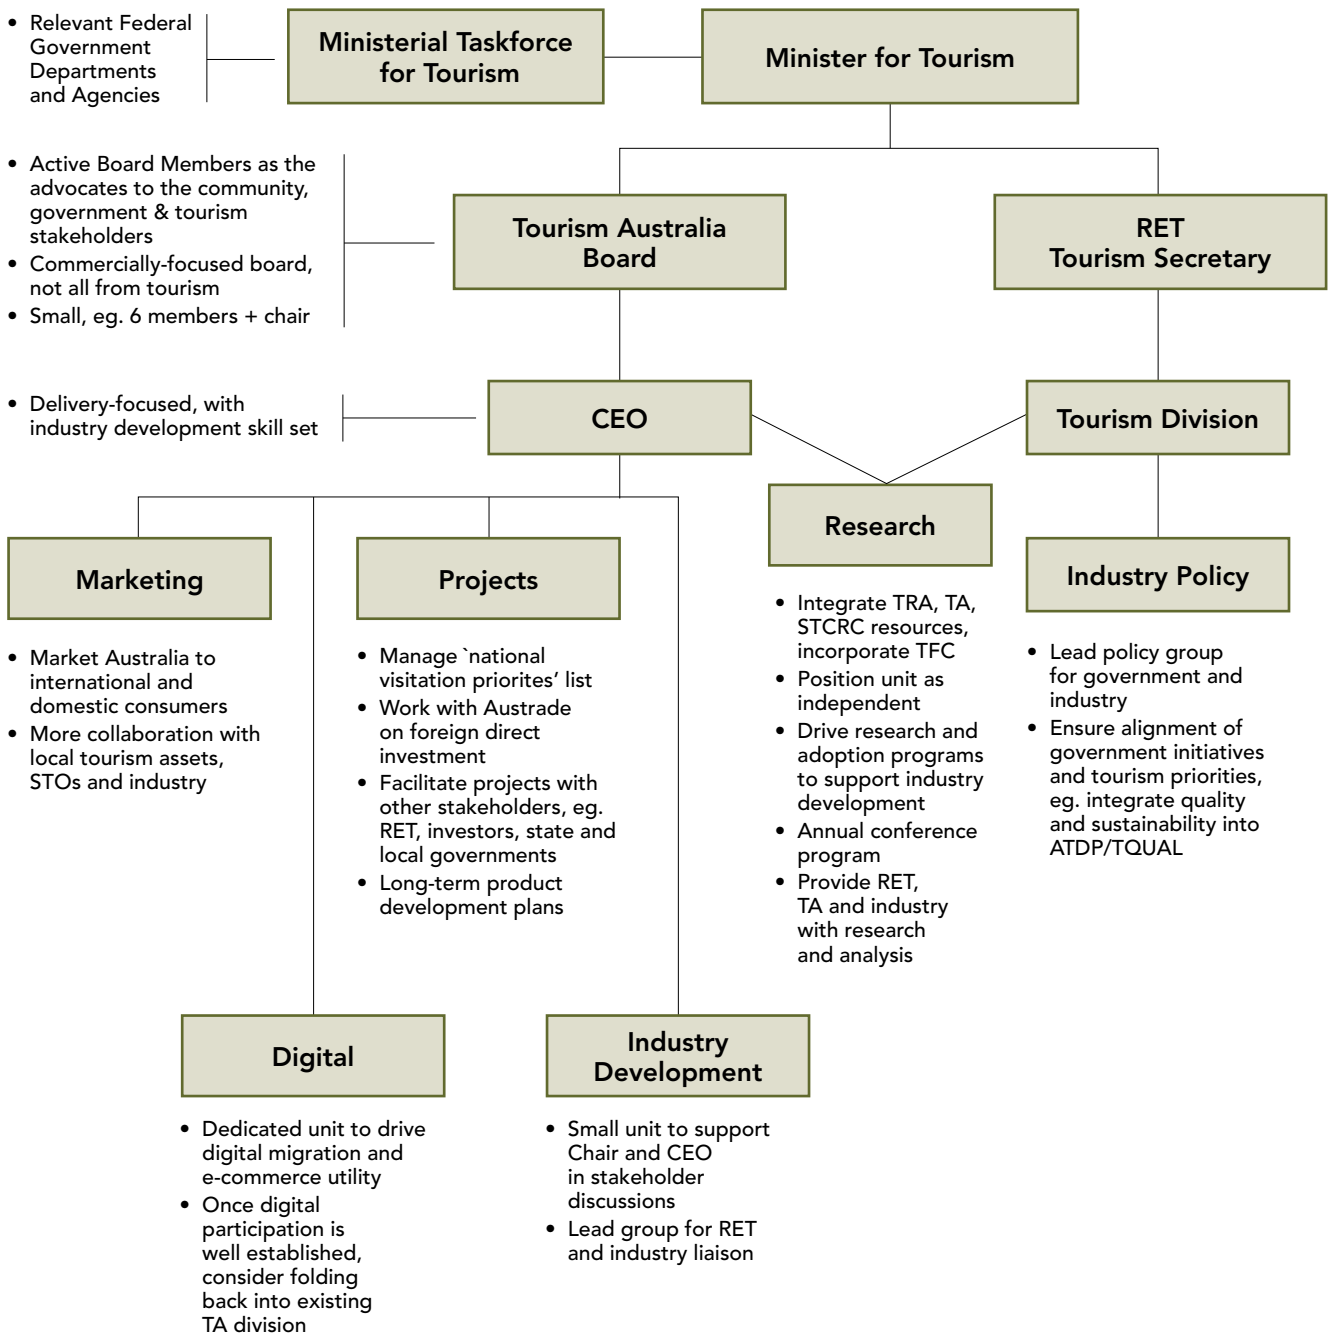 • Relevant Federal
Government
Departments
and Agencies
Ministerial Taskforce
for Tourism
Minister for Tourism
• Active Board Members as the
advocates to the community,
government & tourism
stakeholders
• Commercially-focused board,
not all from tourism
• Small, eg. 6 members + chair
Tourism Australia
Board
RET
Tourism Secretary
• Delivery-focused, with
industry development skill set
CEO
Tourism Division
Marketing
• Market Australia to
international and
domestic consumers
• More collaboration with
local tourism assets,
STOs and industry
Projects
• Manage `national
visitation priorites’ list
• Work with Austrade
on foreign direct
investment
• Facilitate projects with
other stakeholders, eg.
RET, investors, state and
local governments
• Long-term product
development plans
Research
• Integrate TRA, TA,
STCRC resources,
incorporate TFC
• Position unit as
independent
• Drive research and
adoption programs
to support industry
development
• Annual conference
program
• Provide RET,
TA and industry
with research
and analysis
Industry Policy
• Lead policy group
for government and
industry
• Ensure alignment of
government initiatives
and tourism priorities,
eg. integrate quality
and sustainability into
ATDP/TQUAL
Digital
• Dedicated unit to drive
digital migration and
e-commerce utility
• Once digital
participation is
well established,
consider folding
back into existing
TA division
Industry
Development
• Small unit to support
Chair and CEO
in stakeholder
discussions
• Lead group for RET
and industry liaison